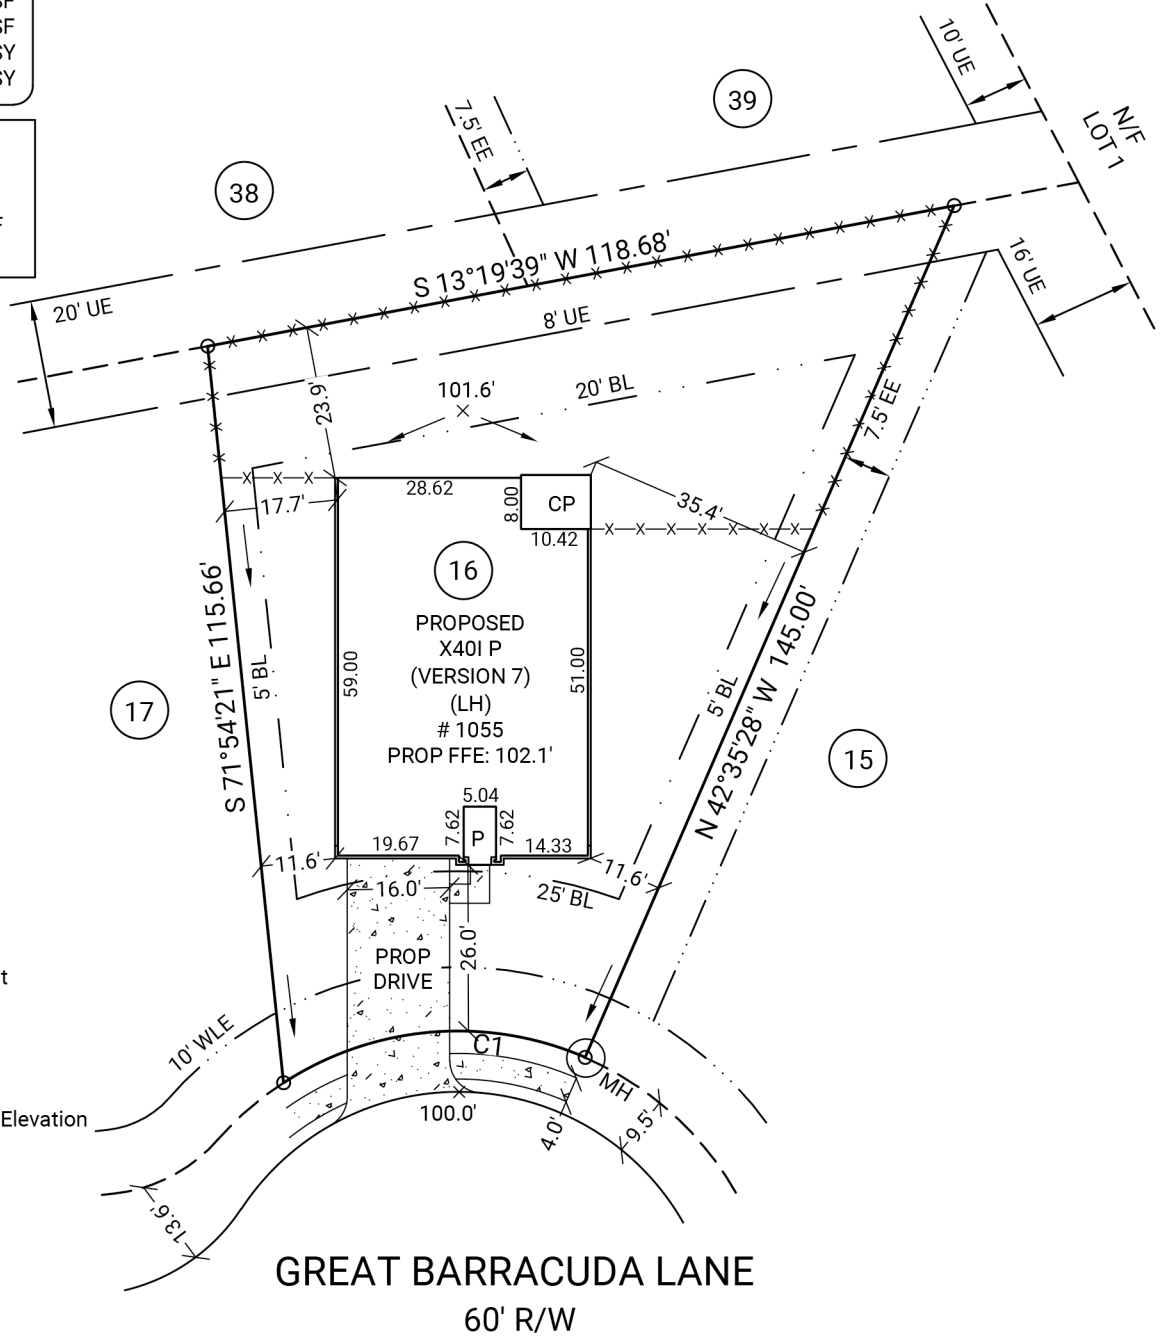 SF
SF
SY
SY
10' UE
39
7.5' EE
N/F
LOT 1
38
S 13°19'39" W 118.68'
16' UE
20' UE
8' UE
23.9'
101.6'
20' BL
7.5' EE
28.62
8.00
CP
35.4'
17.7'
10.42
16
S 71°54'21" E 115.66'
PROPOSED
X40I P
(VERSION 7)
(LH)
# 1055
PROP FFE: 102.1'
59.00
51.00
5' BL
5' BL
N 42°35'28" W 145.00'
17
15
5.04
7.62
P
7.62
19.67
14.33
11.6'
11.6'
16.0'
25' BL
26.0'
PROP
DRIVE
t
10' WLE
C1
MH
Elevation
100.0'
4.0'
9.5'
13.6'
GREAT BARRACUDA LANE
60' R/W